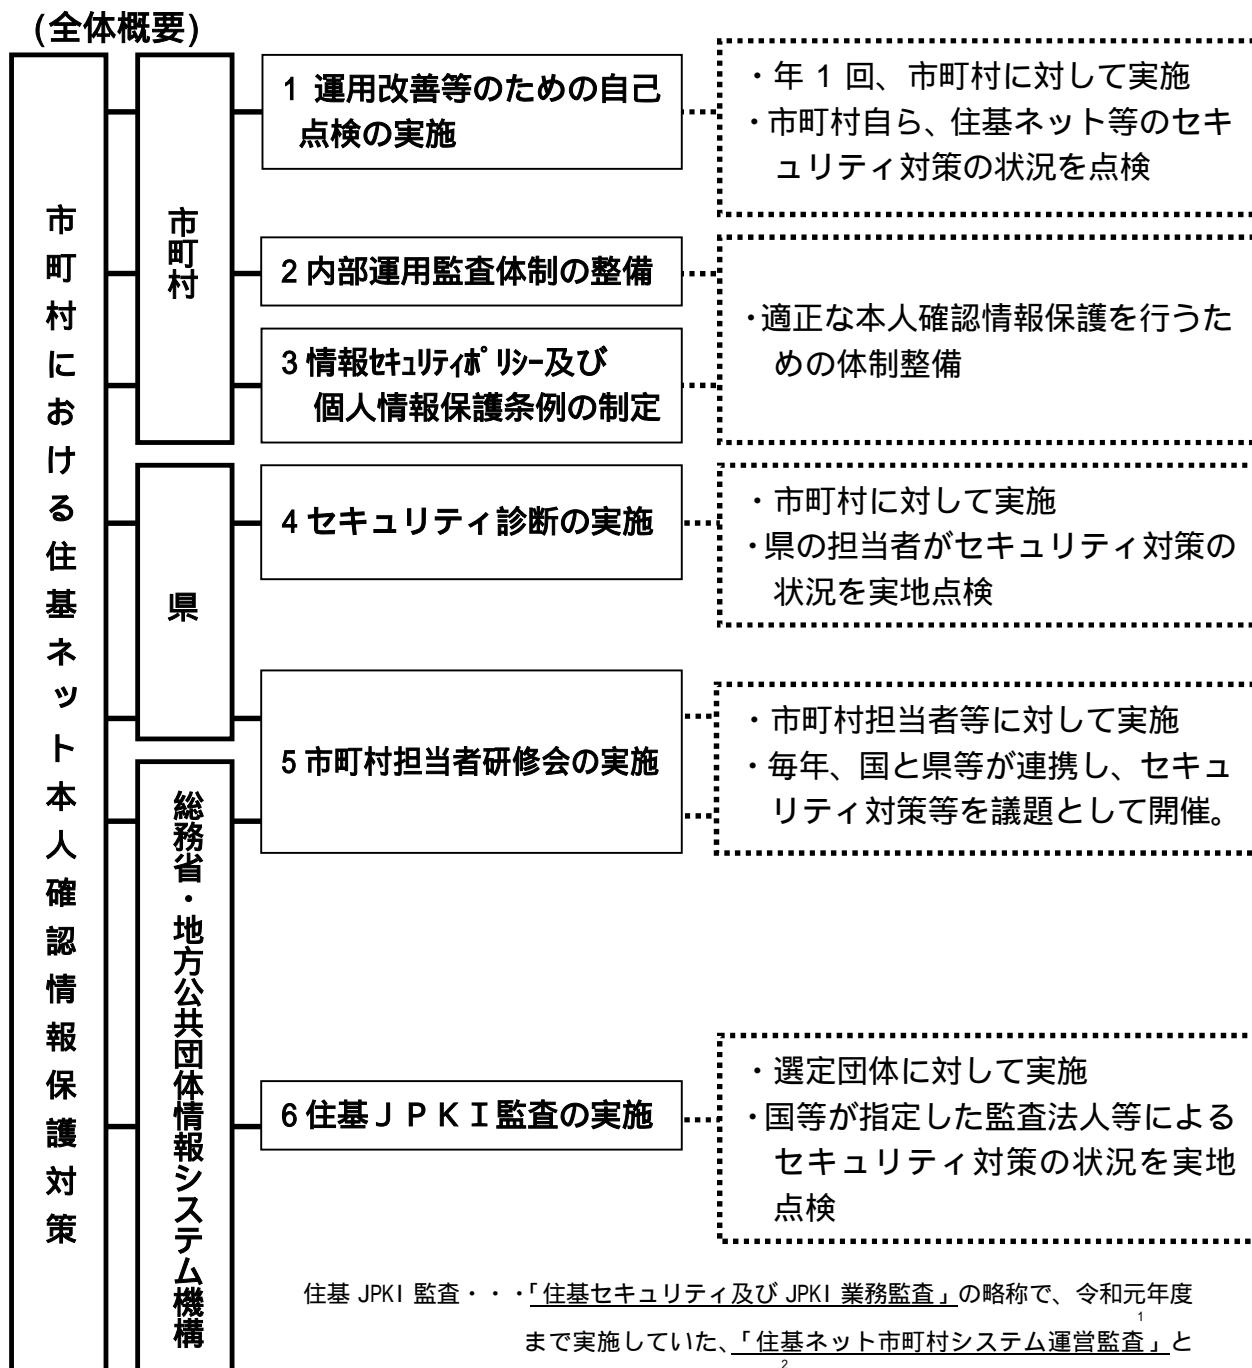 (全体概要)
市町村における住基ネット本人確認情報保護対策
市町村
1 運用改善等のための自己
点検の実施
・年 1 回、市町村に対して実施
・市町村自ら、住基ネット等のセキ
ュリティ対策の状況を点検
2 内部運用監査体制の整備
3 情報ｾｷｭﾘﾃｨﾎﾟﾘｼｰ及び
個人情報保護条例の制定
・適正な本人確認情報保護を行うた
めの体制整備
県
4 セキュリティ診断の実施
・市町村に対して実施
・県の担当者がセキュリティ対策の
状況を実地点検
5 市町村担当者研修会の実施
・市町村担当者等に対して実施
・毎年、国と県等が連携し、セキュ
リティ対策等を議題として開催。
総務省・地方公共団体情報システム機構
6 住基ＪＰＫＩ監査の実施
・選定団体に対して実施
・国等が指定した監査法人等による
セキュリティ対策の状況を実地
点検
住基 JPKI 監査・・・「住基セキュリティ及び JPKI 業務監査」の略称で、令和元年度
1
まで実施していた、「住基ネット市町村システム運営監査」と
2